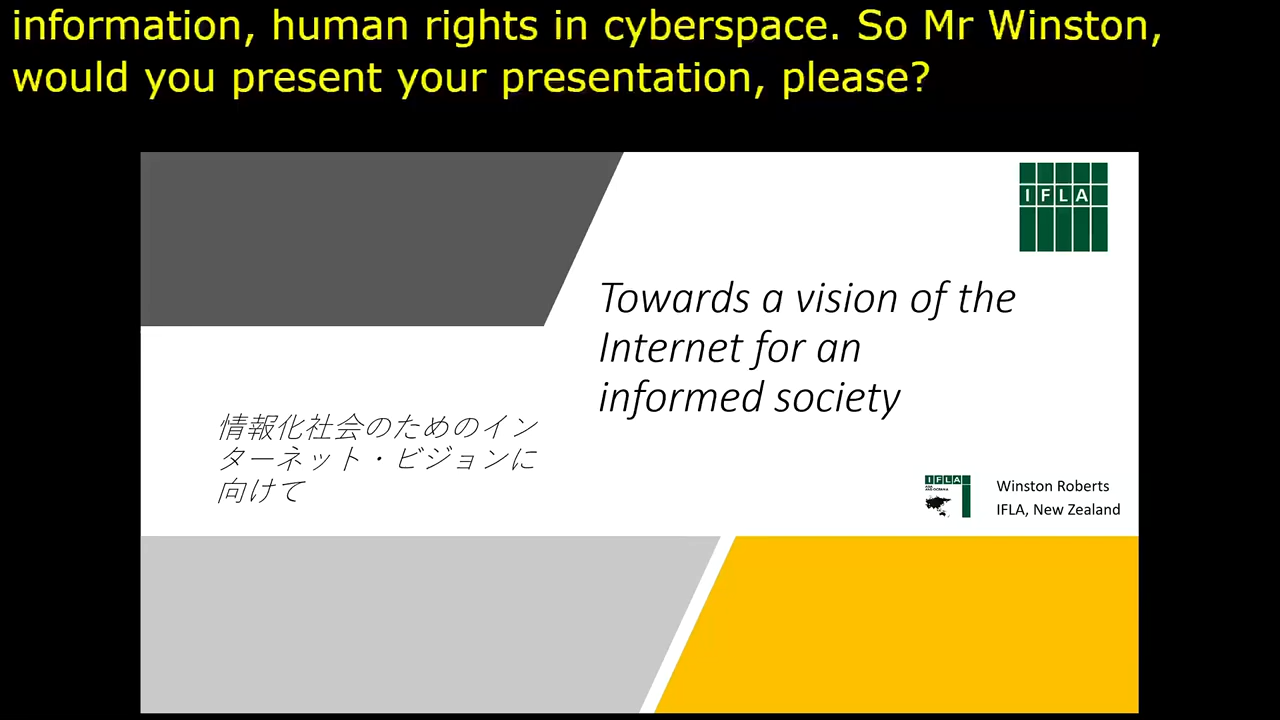 information, human rights in cyberspace. So Mr Winston,
would you present your presentation, please?
IFLA
Towards a vision of the
Internet for an
informed society
情報化社会のためのイン
ターネット・ビジョンに
向けて
IFLA
Winston Roberts
IFLA, New Zealand